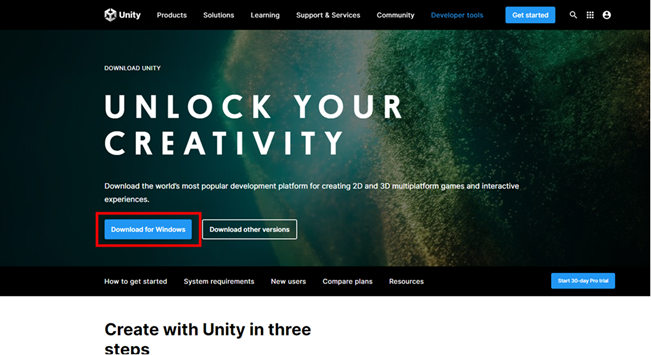 Unity Products Solutions Learning Support & Services Community Developer tools Get started
DOWNLOAD UNITY
UNLOCK YOUR
CREATIVITY
Download the world's most popular development platform for creating 2D and 3D multiplatform games and interactive
experiences.
Download for Windows Download other versions
How to get started System requirements New users Compare plans Resources Start 30-day Pro trial
Create with Unity in three
steps